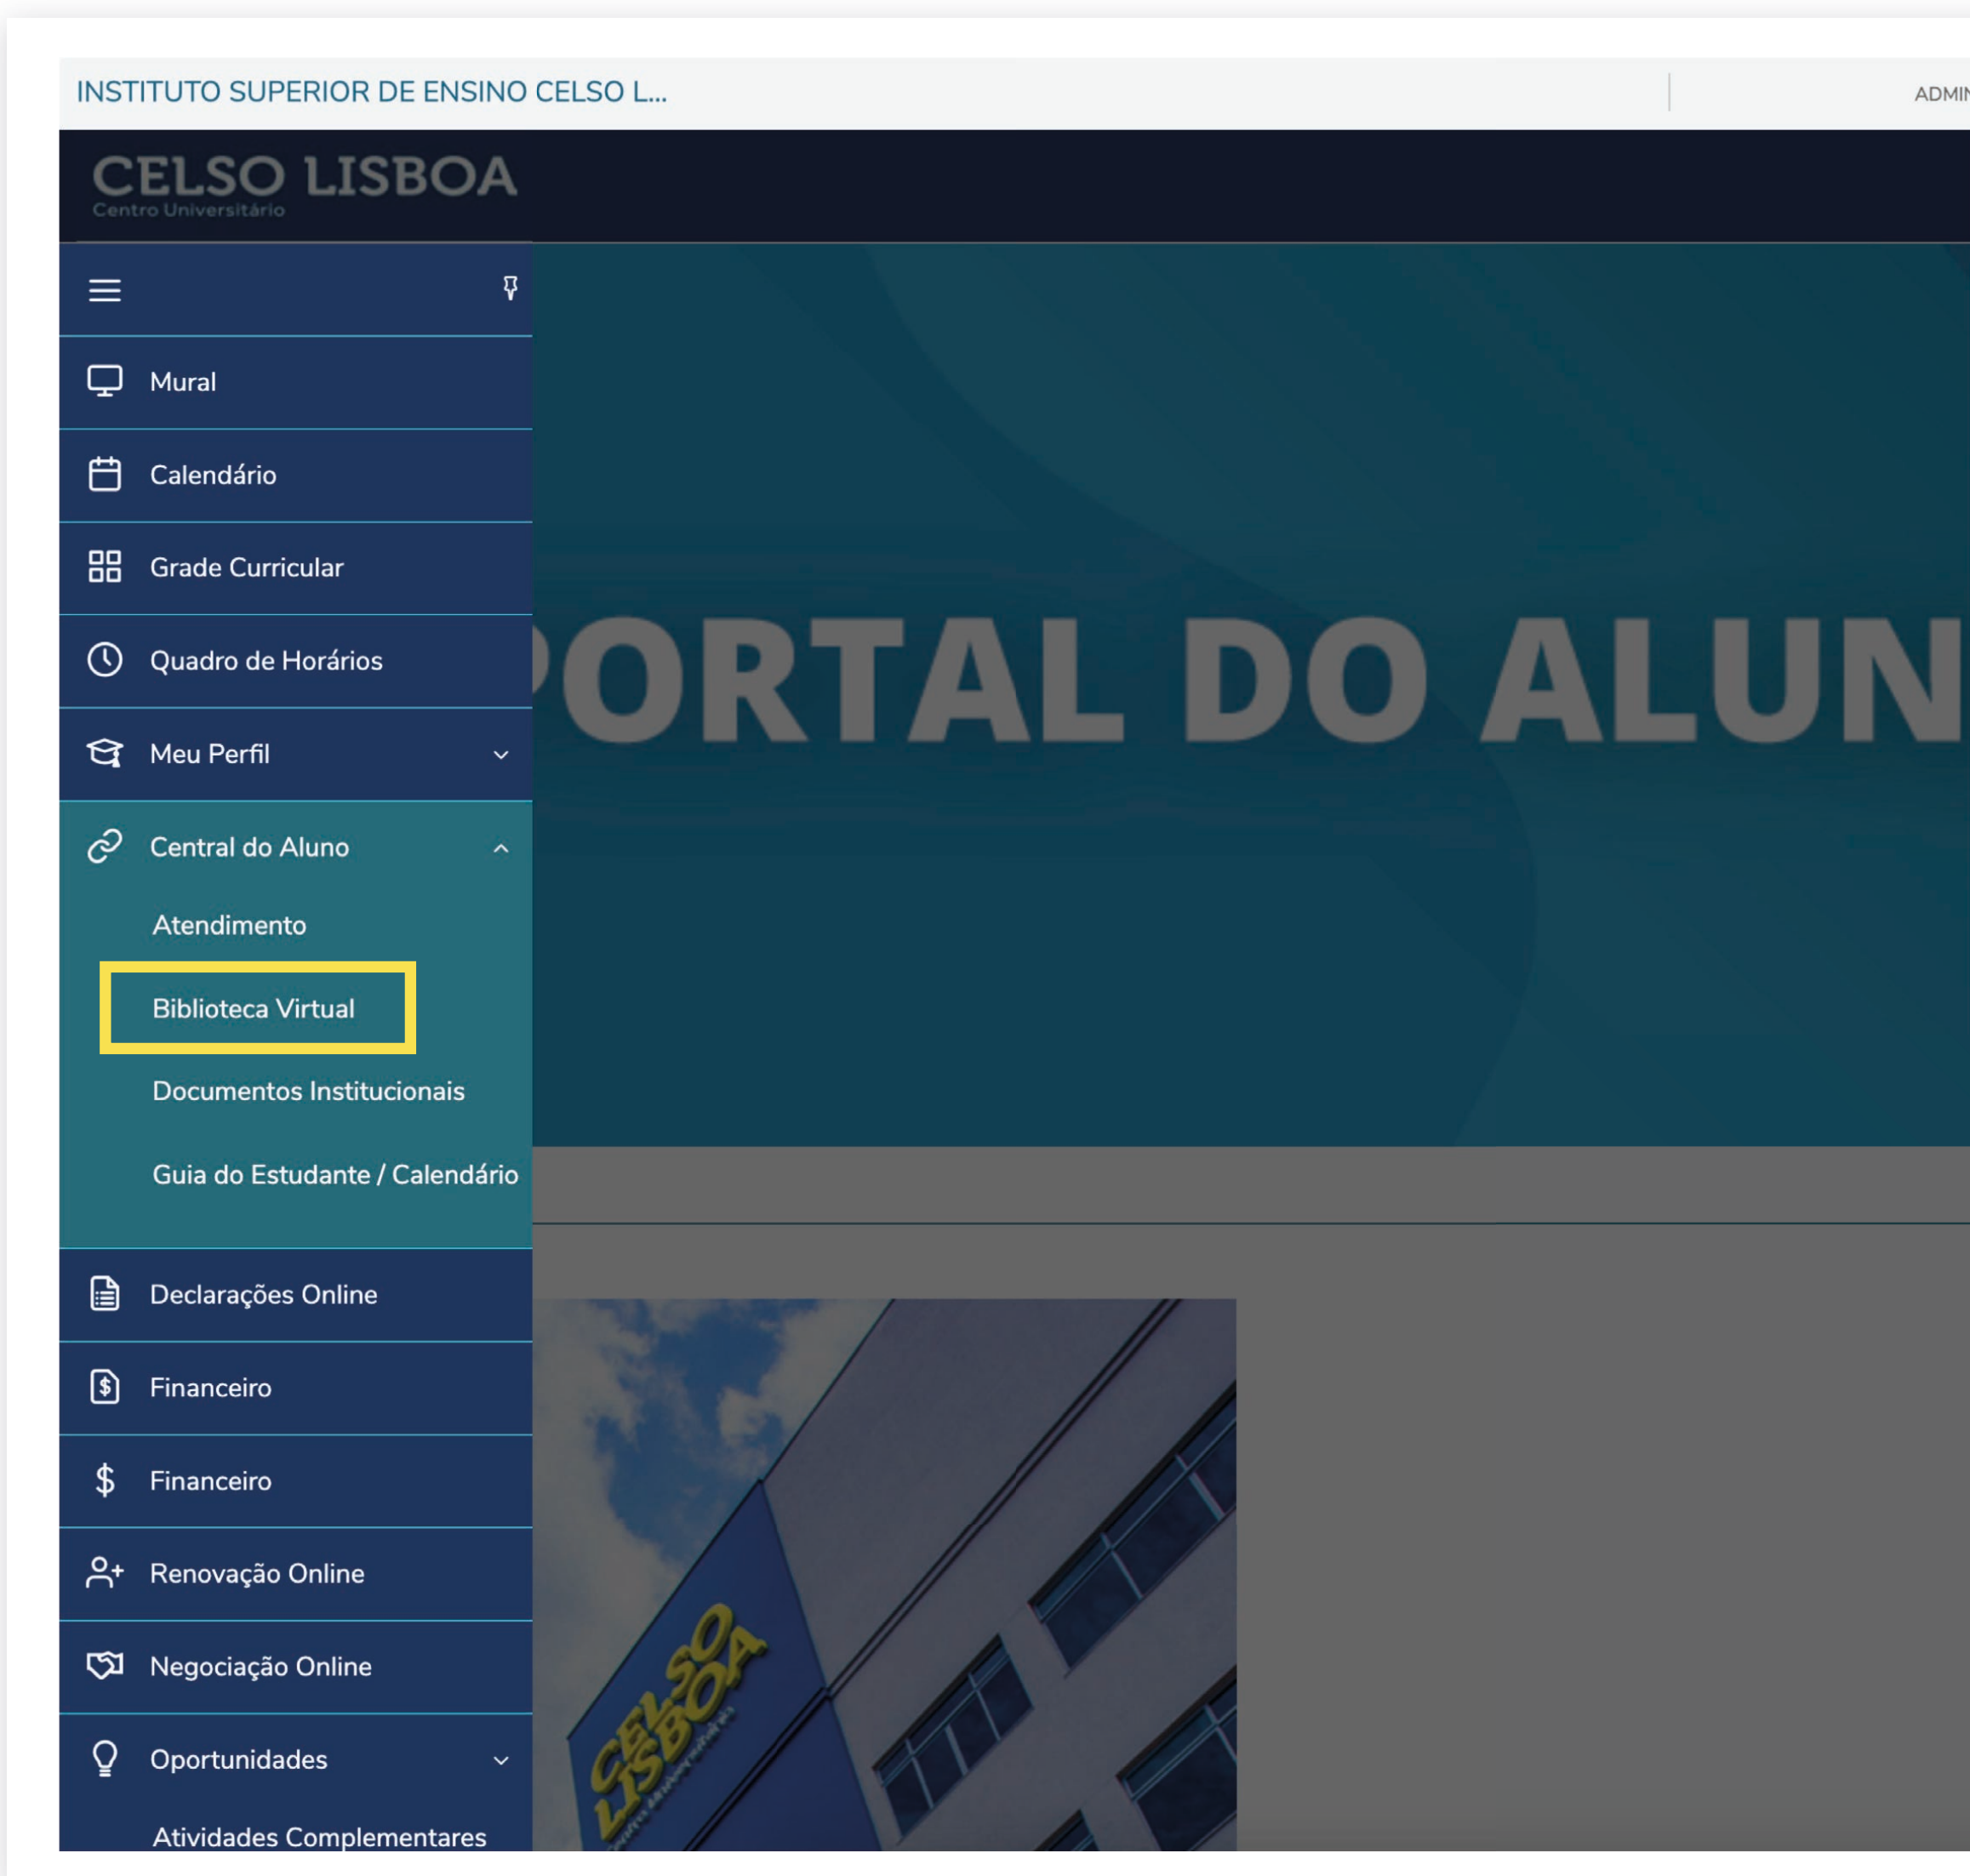 INSTITUTO SUPERIOR DE ENSINO CELSO L...
ADMIN
CELSO LISBOA
Centro Universitário
Mural
Calendário
Grade Curricular
Quadro de Horários
Meu Perfil
Central do Aluno
Atendimento
Biblioteca Virtual
Documentos Institucionais
Guia do Estudante / Calendário
Declarações Online
Financeiro
$ Financeiro
Renovação Online
Negociação Online
Oportunidades
Atividades Complementares
PORTAL DO ALUN
CELSO
LISBOA